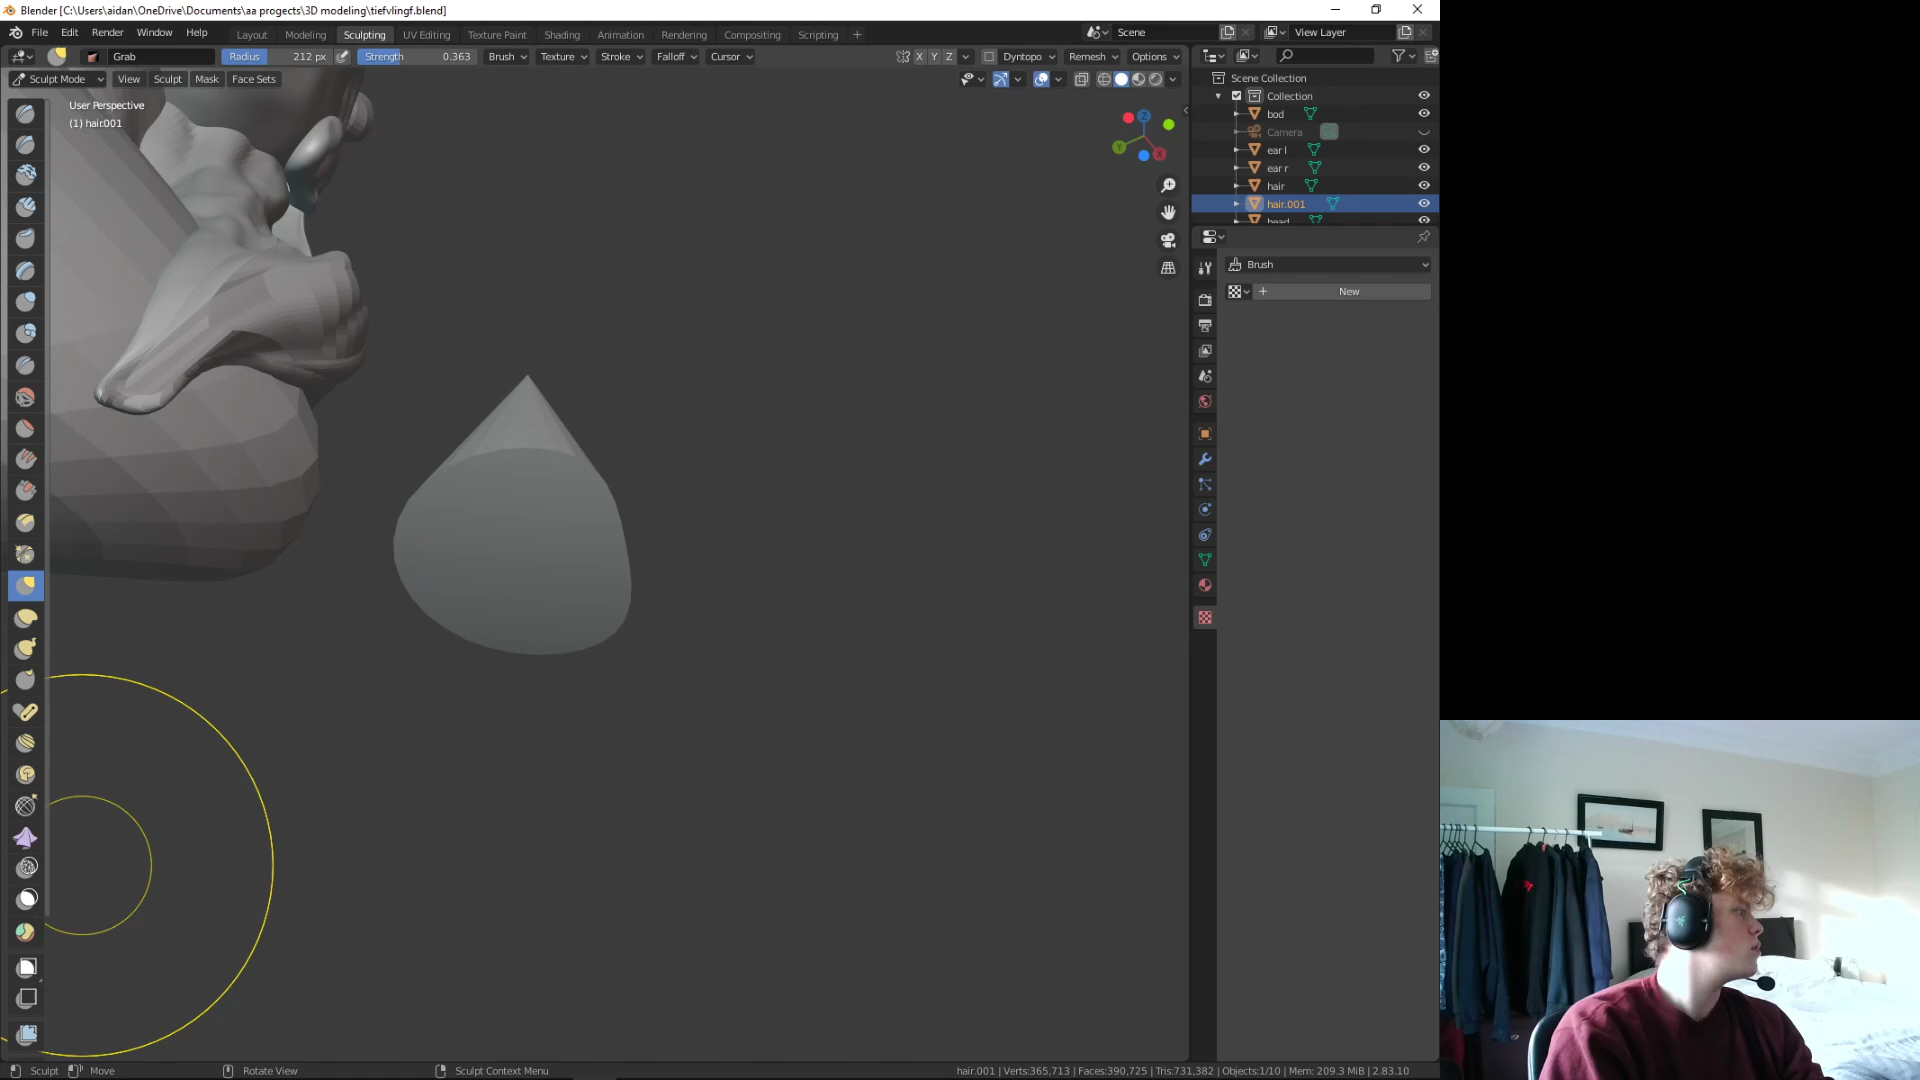 Blender [C:\Users\aidan\OneDrive\Documents\aa progects\3D modeling\tiefvlingf.blend]
File Edit Render Window Help Layout Modeling Sculpting UV Editing Texture Paint Shading Animation Rendering Compositing Scripting + Scene View Layer
Grab Radius 212 px Strength 0.363 Brush Texture Stroke Falloff Cursor X Y Z Dyntopo Remesh Options
Sculpt Mode View Sculpt Mask Face Sets
User Perspective
(1) hair.001
Z
Y
X
Scene Collection
Collection
bod
Camera
ear l
ear r
hair
hair.001
head
Brush
+ New
Sculpt Move Rotate View Sculpt Context Menu hair.001 | Verts:365,713 | Faces:390,725 | Tris:731,382 | Objects:1/10 | Mem: 209.3 MiB | 2.83.10